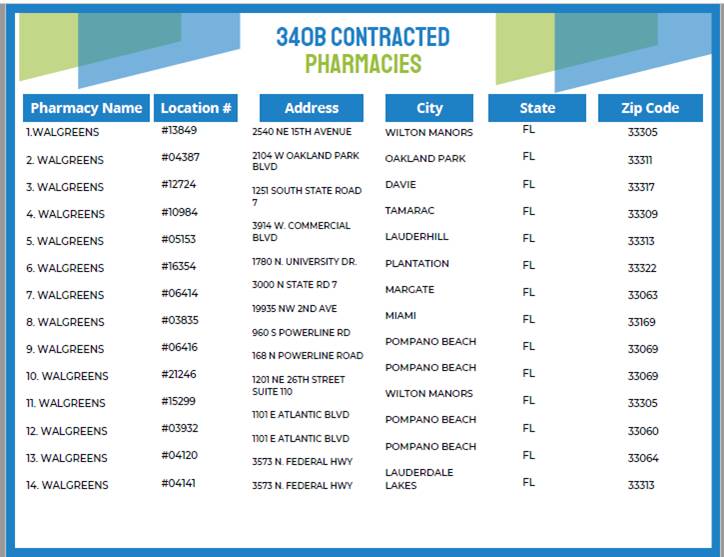 340B CONTRACTED
PHARMACIES
Pharmacy Name Location # Address City State Zip Code
1.WALGREENS #13849 2540 NE 15TH AVENUE WILTON MANORS FL 33305
2. WALGREENS #04387 2104 W OAKLAND PARK OAKLAND PARK FL 33311
BLVD
3. WALGREENS #12724 1251 SOUTH STATE ROAD DAVIE FL 33317
7
4. WALGREENS #10984 3914 W. COMMERCIAL TAMARAC FL 33309
BLVD
5. WALGREENS #05153 1780 N. UNIVERSITY DR. LAUDERHILL FL 33313
6. WALGREENS #16354 3000 N STATE RD 7 PLANTATION FL 33322
7. WALGREENS #06414 19935 NW 2ND AVE MARGATE FL 33063
8. WALGREENS #03835 960 S POWERLINE RD MIAMI FL 33169
9. WALGREENS #06416 168 N POWERLINE ROAD POMPANO BEACH FL 33069
10. WALGREENS #21246 1201 NE 26TH STREET POMPANO BEACH FL 33069
SUITE 110
11. WALGREENS #15299 1101 E ATLANTIC BLVD WILTON MANORS FL 33305
12. WALGREENS #03932 1101 E ATLANTIC BLVD POMPANO BEACH FL 33060
13. WALGREENS #04120 3573 N. FEDERAL HWY POMPANO BEACH FL 33064
14. WALGREENS #04141 3573 N. FEDERAL HWY LAUDERDALE FL 33313
LAKES